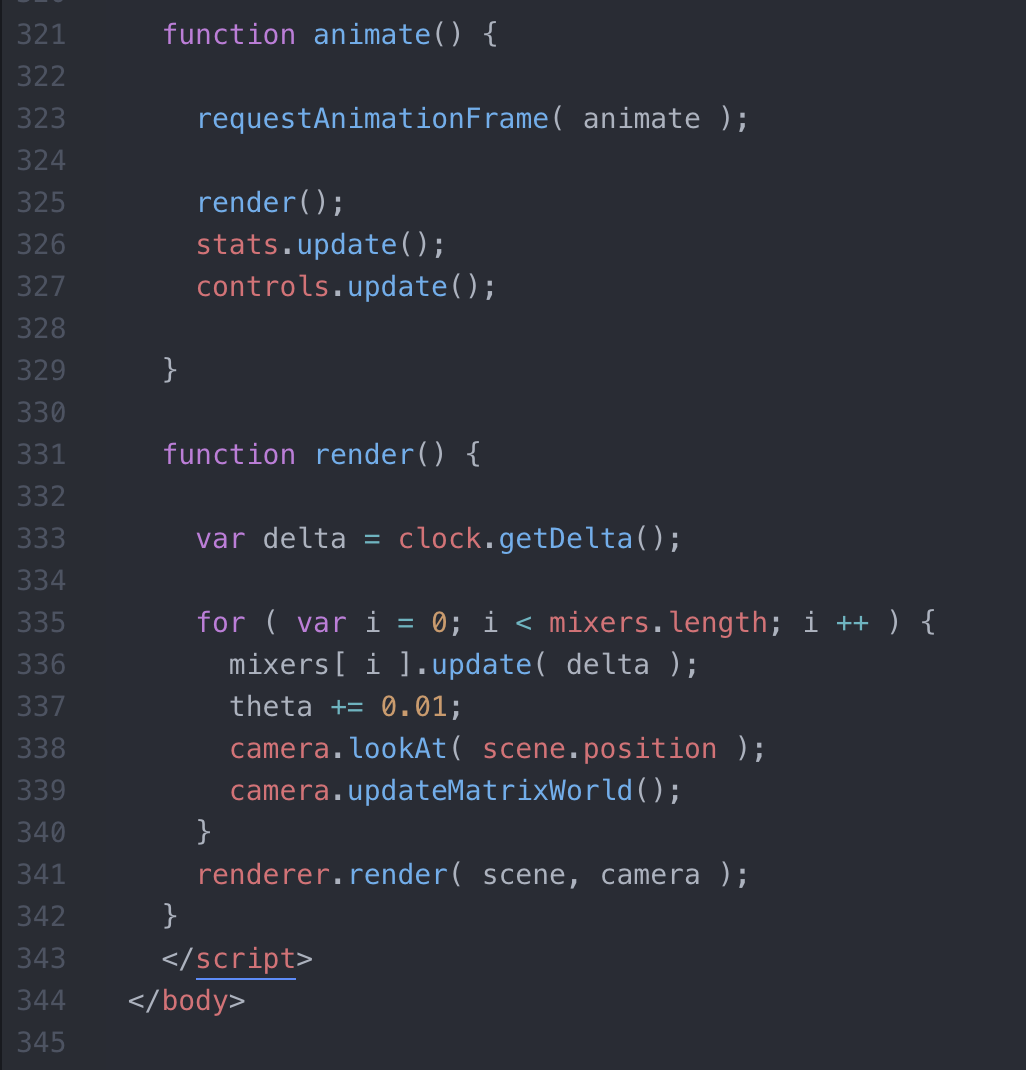 321 function animate() {
322
323 requestAnimationFrame( animate );
324
325 render();
326 stats.update();
327 controls.update();
328
329 }
330
331 function render() {
332
333 var delta = clock.getDelta();
334
335 for ( var i = 0; i < mixers.length; i ++ ) {
336 mixers[ i ].update( delta );
337 theta += 0.01;
338 camera.lookAt( scene.position );
339 camera.updateMatrixWorld();
340 }
341 renderer.render( scene, camera );
342 }
343 </script>
344 </body>
345